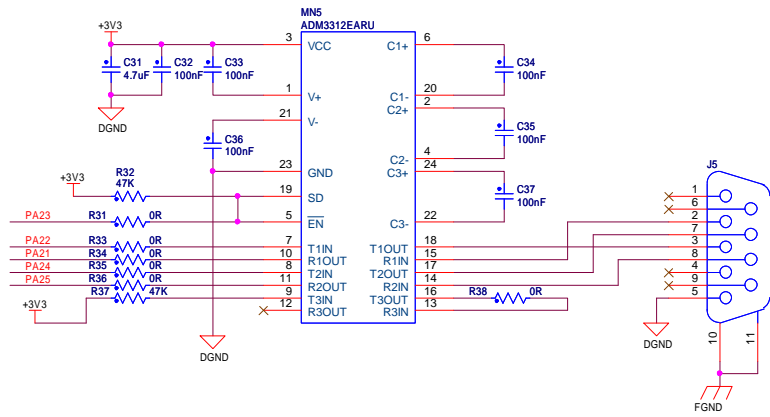 MN5
ADM3312EARU
+3V3
3 VCC C1+ 6
C31 C32 C33 C34
4.7uF 100nF 100nF 100nF
1 V+ C1- 20
C2+ 2
21 V-
DGND
C36 C35
100nF 100nF
C2- 4
23 GND C3+ 24
J5
R32
+3V3 47K
19 SD C37
100nF
1
6
PA23 R31 0R 5 EN C3- 22 2
7
PA22 R33 0R 7 T1IN T1OUT 18 3
PA21 R34 0R 10 R1OUT R1IN 15 8
PA24 R35 0R 8 T2IN T2OUT 17 4
PA25 R36 0R 11 R2OUT R2IN 14 9
R37 47K 9 T3IN T3OUT 16 R38 0R 5
+3V3 12 R3OUT R3IN 13
DGND
DGND
10
11
FGND